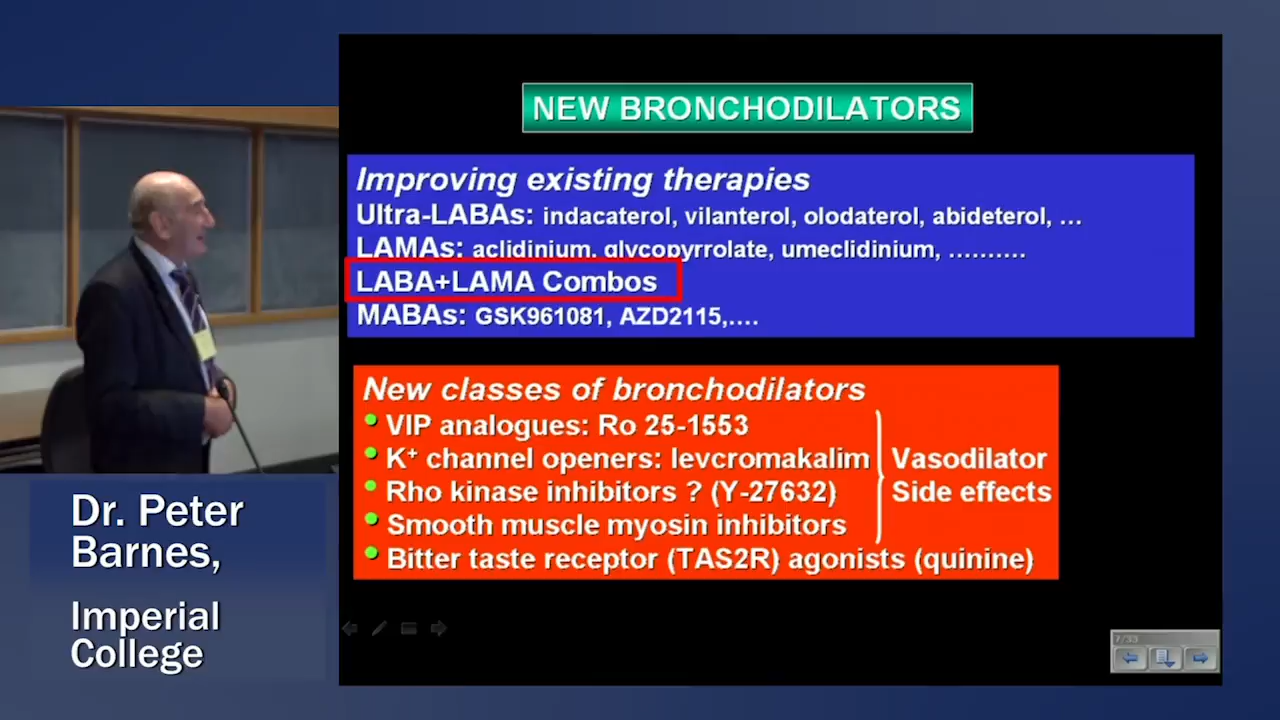 NEW BRONCHODILATORS
Improving existing therapies
Ultra-LABAs: indacaterol, vilanterol, olodaterol, abideterol, ...
LAMAs: aclidinium, glycopyrrolate, umeclidinium, ..........
LABA+LAMA Combos
MABAs: GSK961081, AZD2115,....
New classes of bronchodilators
• VIP analogues: Ro 25-1553
• K⁺ channel openers: levcromakalim
• Rho kinase inhibitors ? (Y-27632)
• Smooth muscle myosin inhibitors
• Bitter taste receptor (TAS2R) agonists (quinine)
Vasodilator
Side effects
Dr. Peter
Barnes,
Imperial
College
7/33